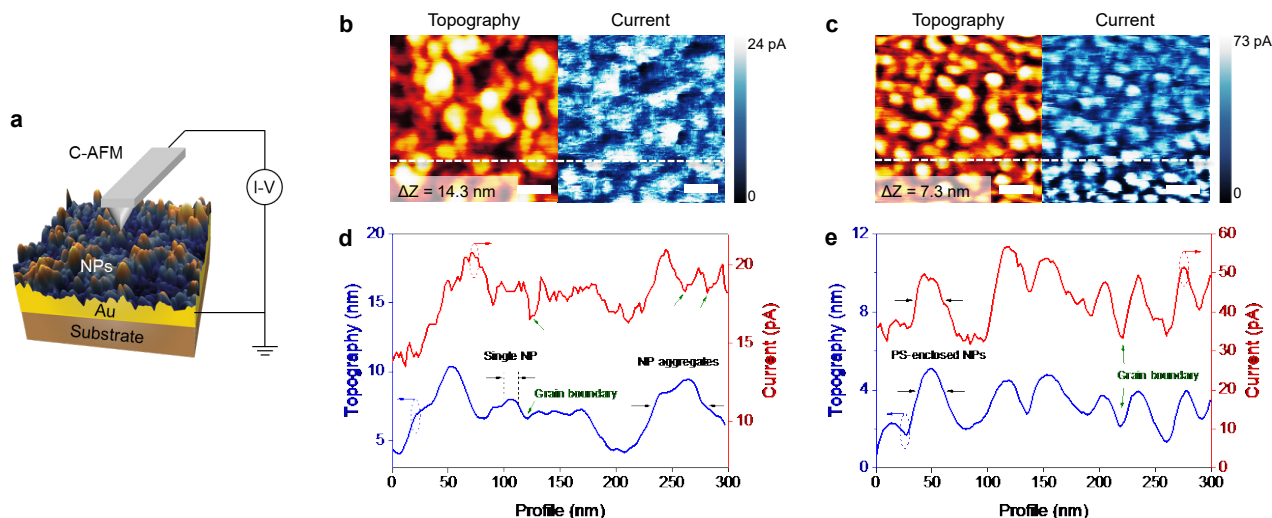 a
C-AFM
I-V
NPs
Au
Substrate
b
Topography
Current
24 pA
0
ΔZ = 14.3 nm
c
Topography
Current
73 pA
0
ΔZ = 7.3 nm
d
Topography (nm)
20
15
10
5
Single NP
NP aggregates
Grain boundary
20
18
15
13
10
Current (pA)
0
50
100
150
200
250
300
Profile (nm)
e
Topography (nm)
12
8
4
0
PS-enclosed NPs
Grain boundary
60
50
40
30
20
10
0
Current (pA)
0
50
100
150
200
250
300
Profile (nm)